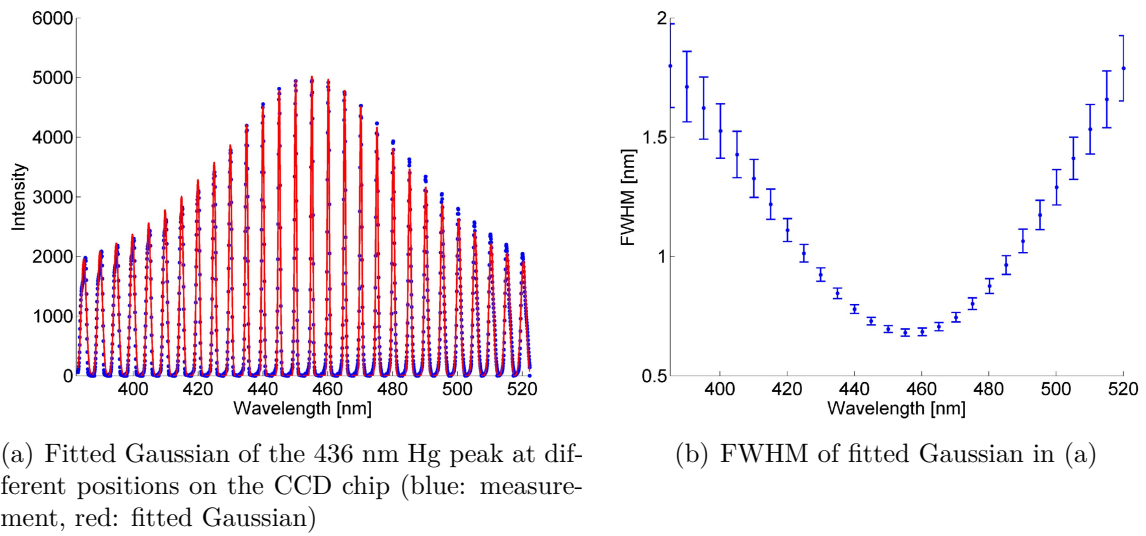 6000
5000
4000
3000
2000
1000
0
Intensity
400 420 440 460 480 500 520
Wavelength [nm]
2
1.5
1
0.5
FWHM [nm]
400 420 440 460 480 500 520
Wavelength [nm]
(a) Fitted Gaussian of the 436 nm Hg peak at dif-
ferent positions on the CCD chip (blue: measure-
ment, red: fitted Gaussian)
(b) FWHM of fitted Gaussian in (a)